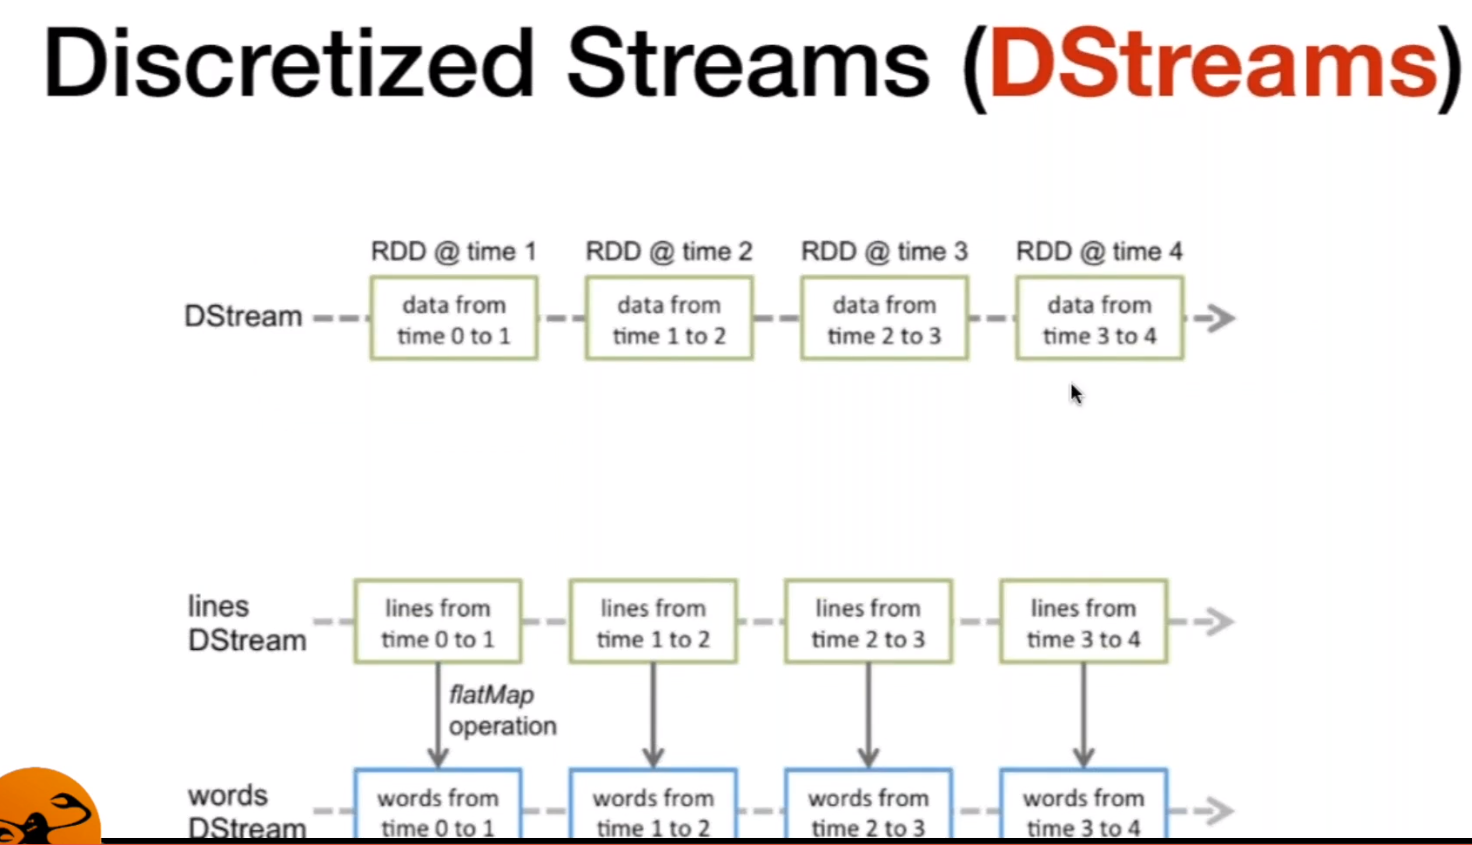 Discretized Streams (DStreams)
RDD @ time 1 RDD @ time 2 RDD @ time 3 RDD @ time 4
DStream
data from data from data from data from
time 0 to 1 time 1 to 2 time 2 to 3 time 3 to 4
lines
DStream
lines from lines from lines from lines from
time 0 to 1 time 1 to 2 time 2 to 3 time 3 to 4
flatMap
operation
words
DStream
words from words from words from words from
time 0 to 1 time 1 to 2 time 2 to 3 time 3 to 4